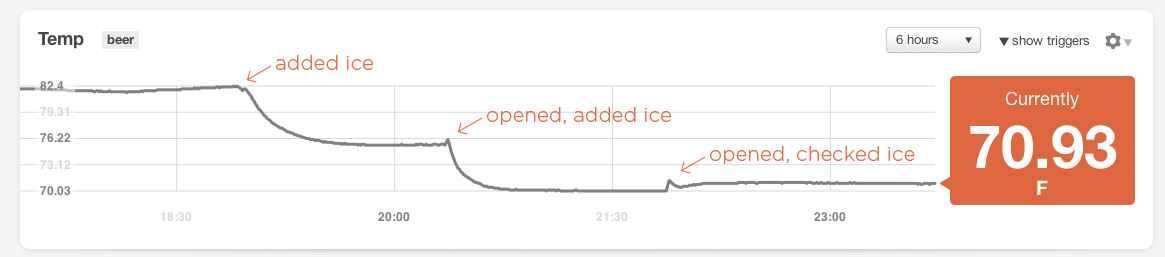 Temp beer 6 hours ▼ ▼ show triggers
added ice
82.4
Currently
79.31
opened, added ice
76.22
70.93
opened, checked ice
73.12
70.03
F
18:30 20:00 21:30 23:00